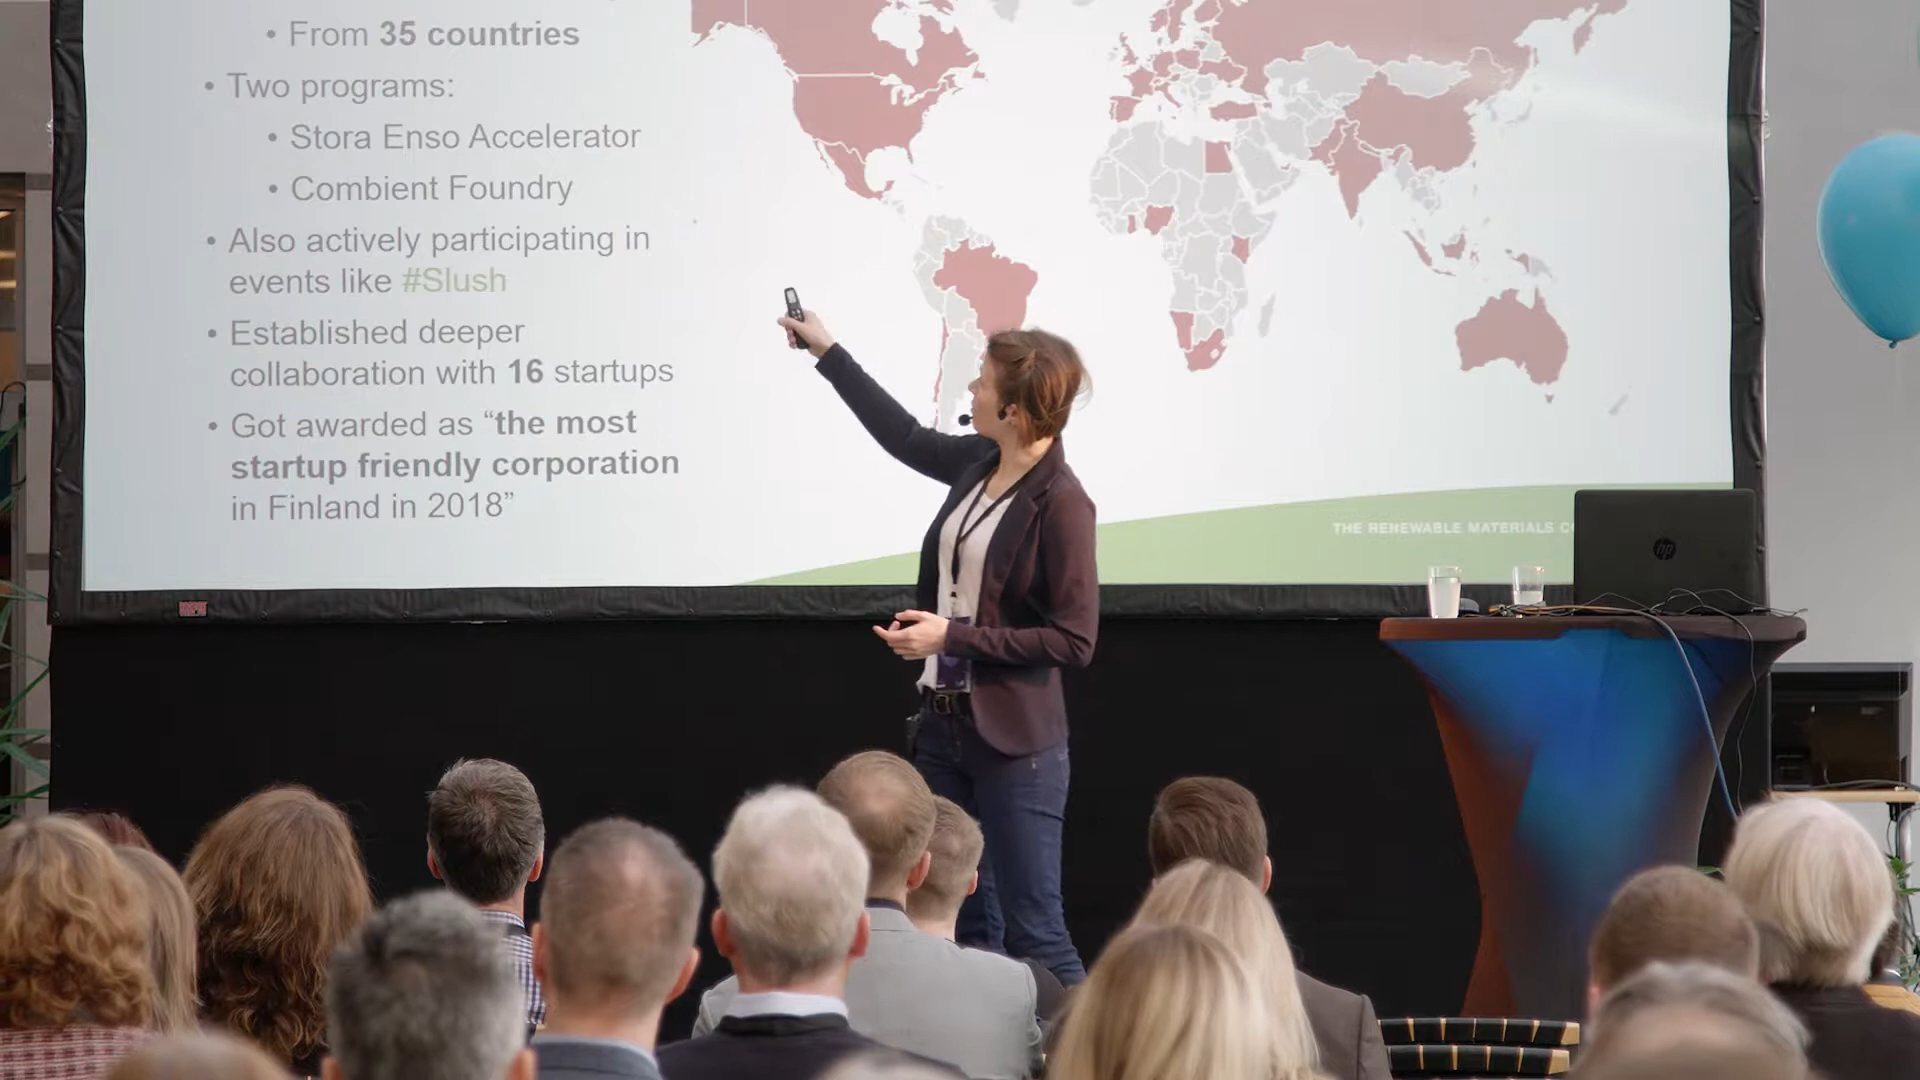 • From 35 countries
• Two programs:
• Stora Enso Accelerator
• Combient Foundry
• Also actively participating in
events like #Slush
• Established deeper
collaboration with 16 startups
• Got awarded as “the most
startup friendly corporation
in Finland in 2018”
THE RENEWABLE MATERIALS
hp